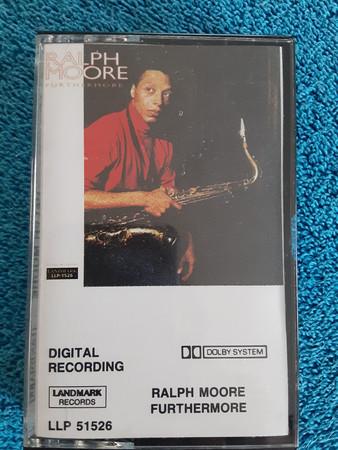 RALPH
MOORE
FURTHERMORE
LANDMARK
LLP-1526
DIGITAL
RECORDING
DOLBY SYSTEM
LANDMARK
RECORDS
RALPH MOORE
FURTHERMORE
LLP 51526